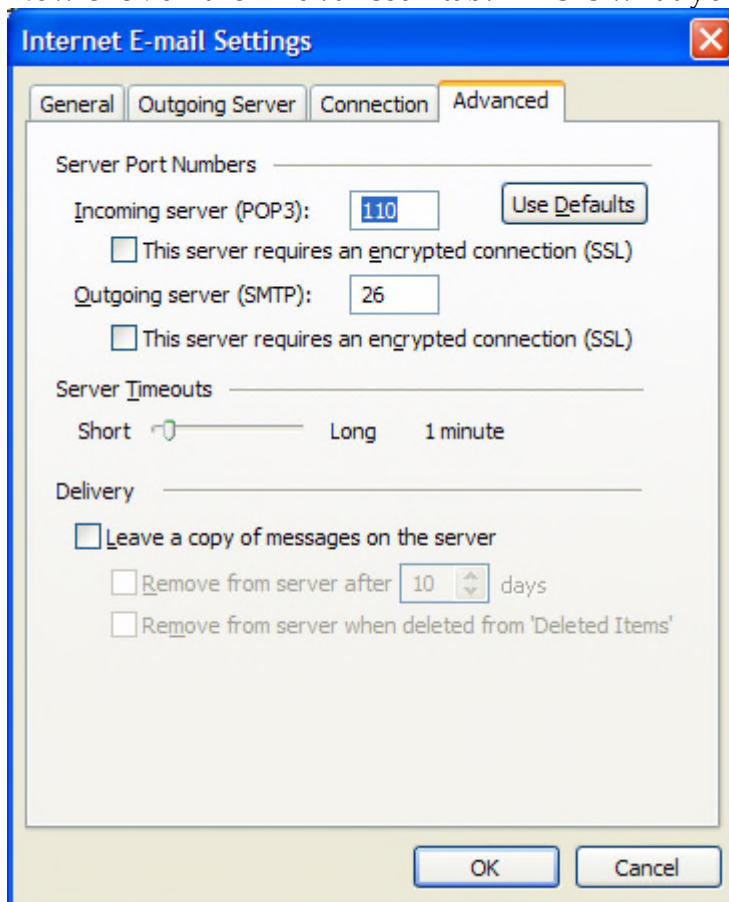 Internet E-mail Settings
General Outgoing Server Connection Advanced
Server Port Numbers
Incoming server (POP3): 110 Use Defaults
This server requires an encrypted connection (SSL)
Outgoing server (SMTP): 26
This server requires an encrypted connection (SSL)
Server Timeouts
Short Long 1 minute
Delivery
Leave a copy of messages on the server
Remove from server after 10 days
Remove from server when deleted from 'Deleted Items'
OK Cancel